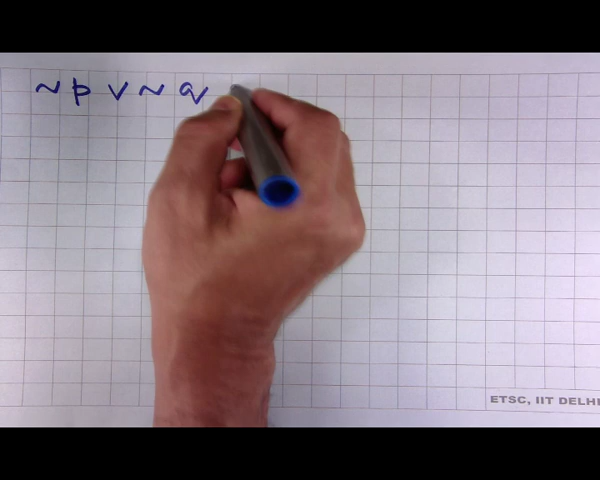 ~ p ∨ ~ q
ETSC, IIT DELHI